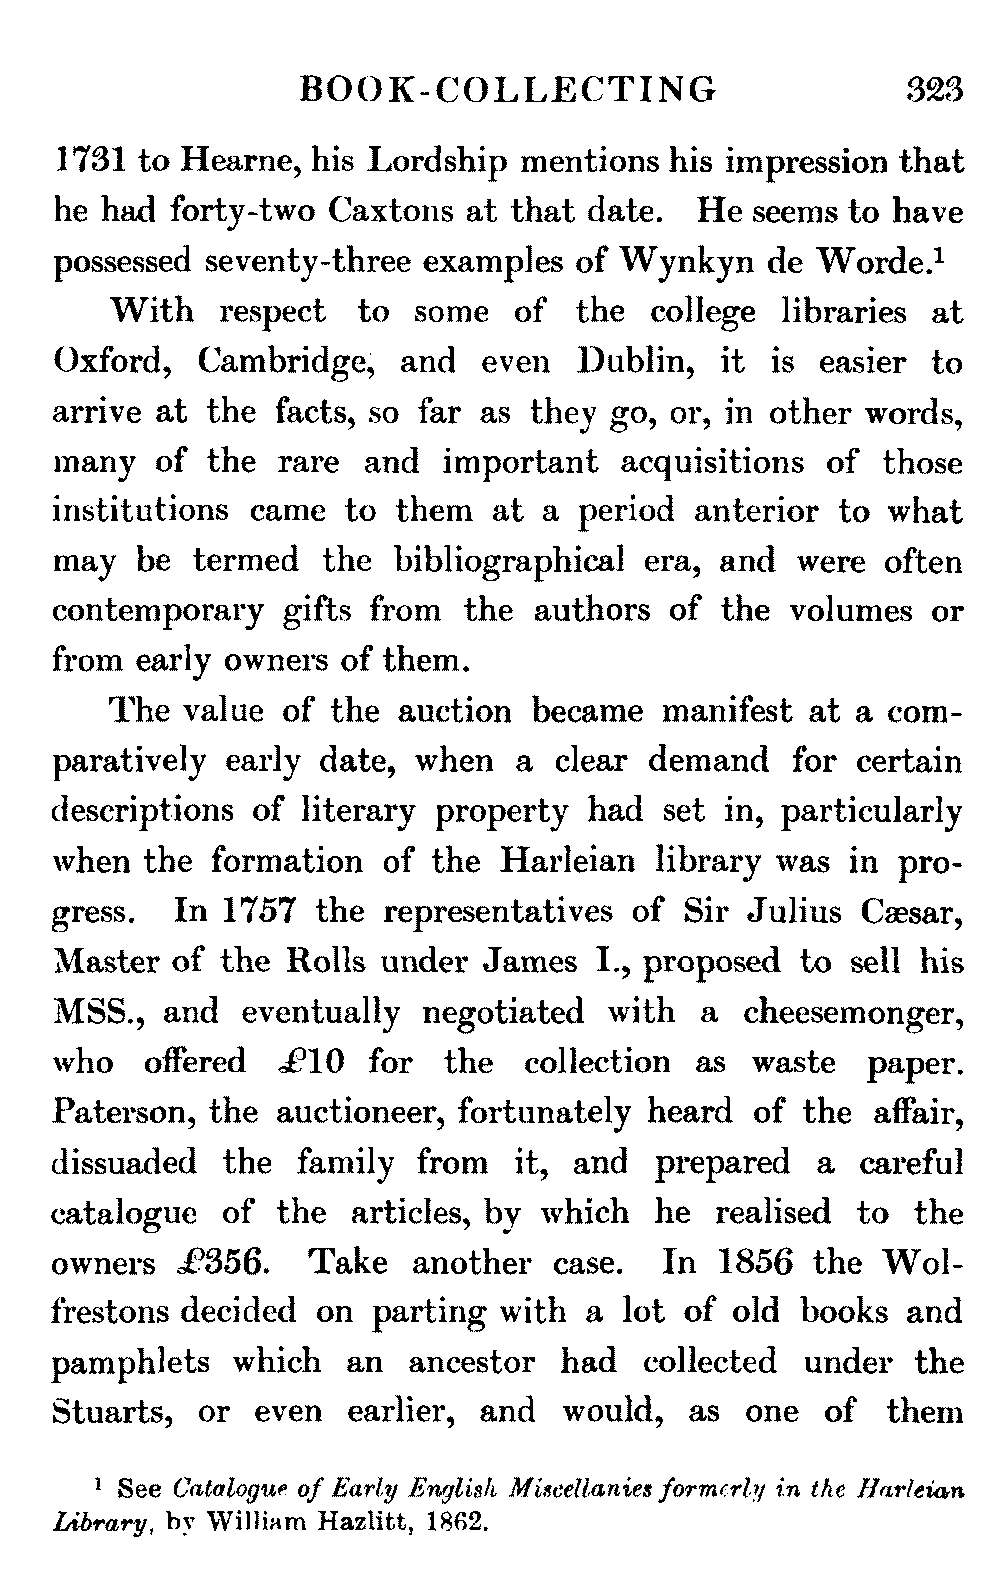 BOOK-COLLECTING 323
1731 to Hearne, his Lordship mentions his impression that
he had forty-two Caxtons at that date. He seems to have
possessed seventy-three examples of Wynkyn de Worde.¹
With respect to some of the college libraries at
Oxford, Cambridge, and even Dublin, it is easier to
arrive at the facts, so far as they go, or, in other words,
many of the rare and important acquisitions of those
institutions came to them at a period anterior to what
may be termed the bibliographical era, and were often
contemporary gifts from the authors of the volumes or
from early owners of them.
The value of the auction became manifest at a com-
paratively early date, when a clear demand for certain
descriptions of literary property had set in, particularly
when the formation of the Harleian library was in pro-
gress. In 1757 the representatives of Sir Julius Cæsar,
Master of the Rolls under James I., proposed to sell his
MSS., and eventually negotiated with a cheesemonger,
who offered £10 for the collection as waste paper.
Paterson, the auctioneer, fortunately heard of the affair,
dissuaded the family from it, and prepared a careful
catalogue of the articles, by which he realised to the
owners £356. Take another case. In 1856 the Wol-
frestons decided on parting with a lot of old books and
pamphlets which an ancestor had collected under the
Stuarts, or even earlier, and would, as one of them
¹ See Catalogue of Early English Miscellanies formerly in the Harleian
Library, by William Hazlitt, 1862.